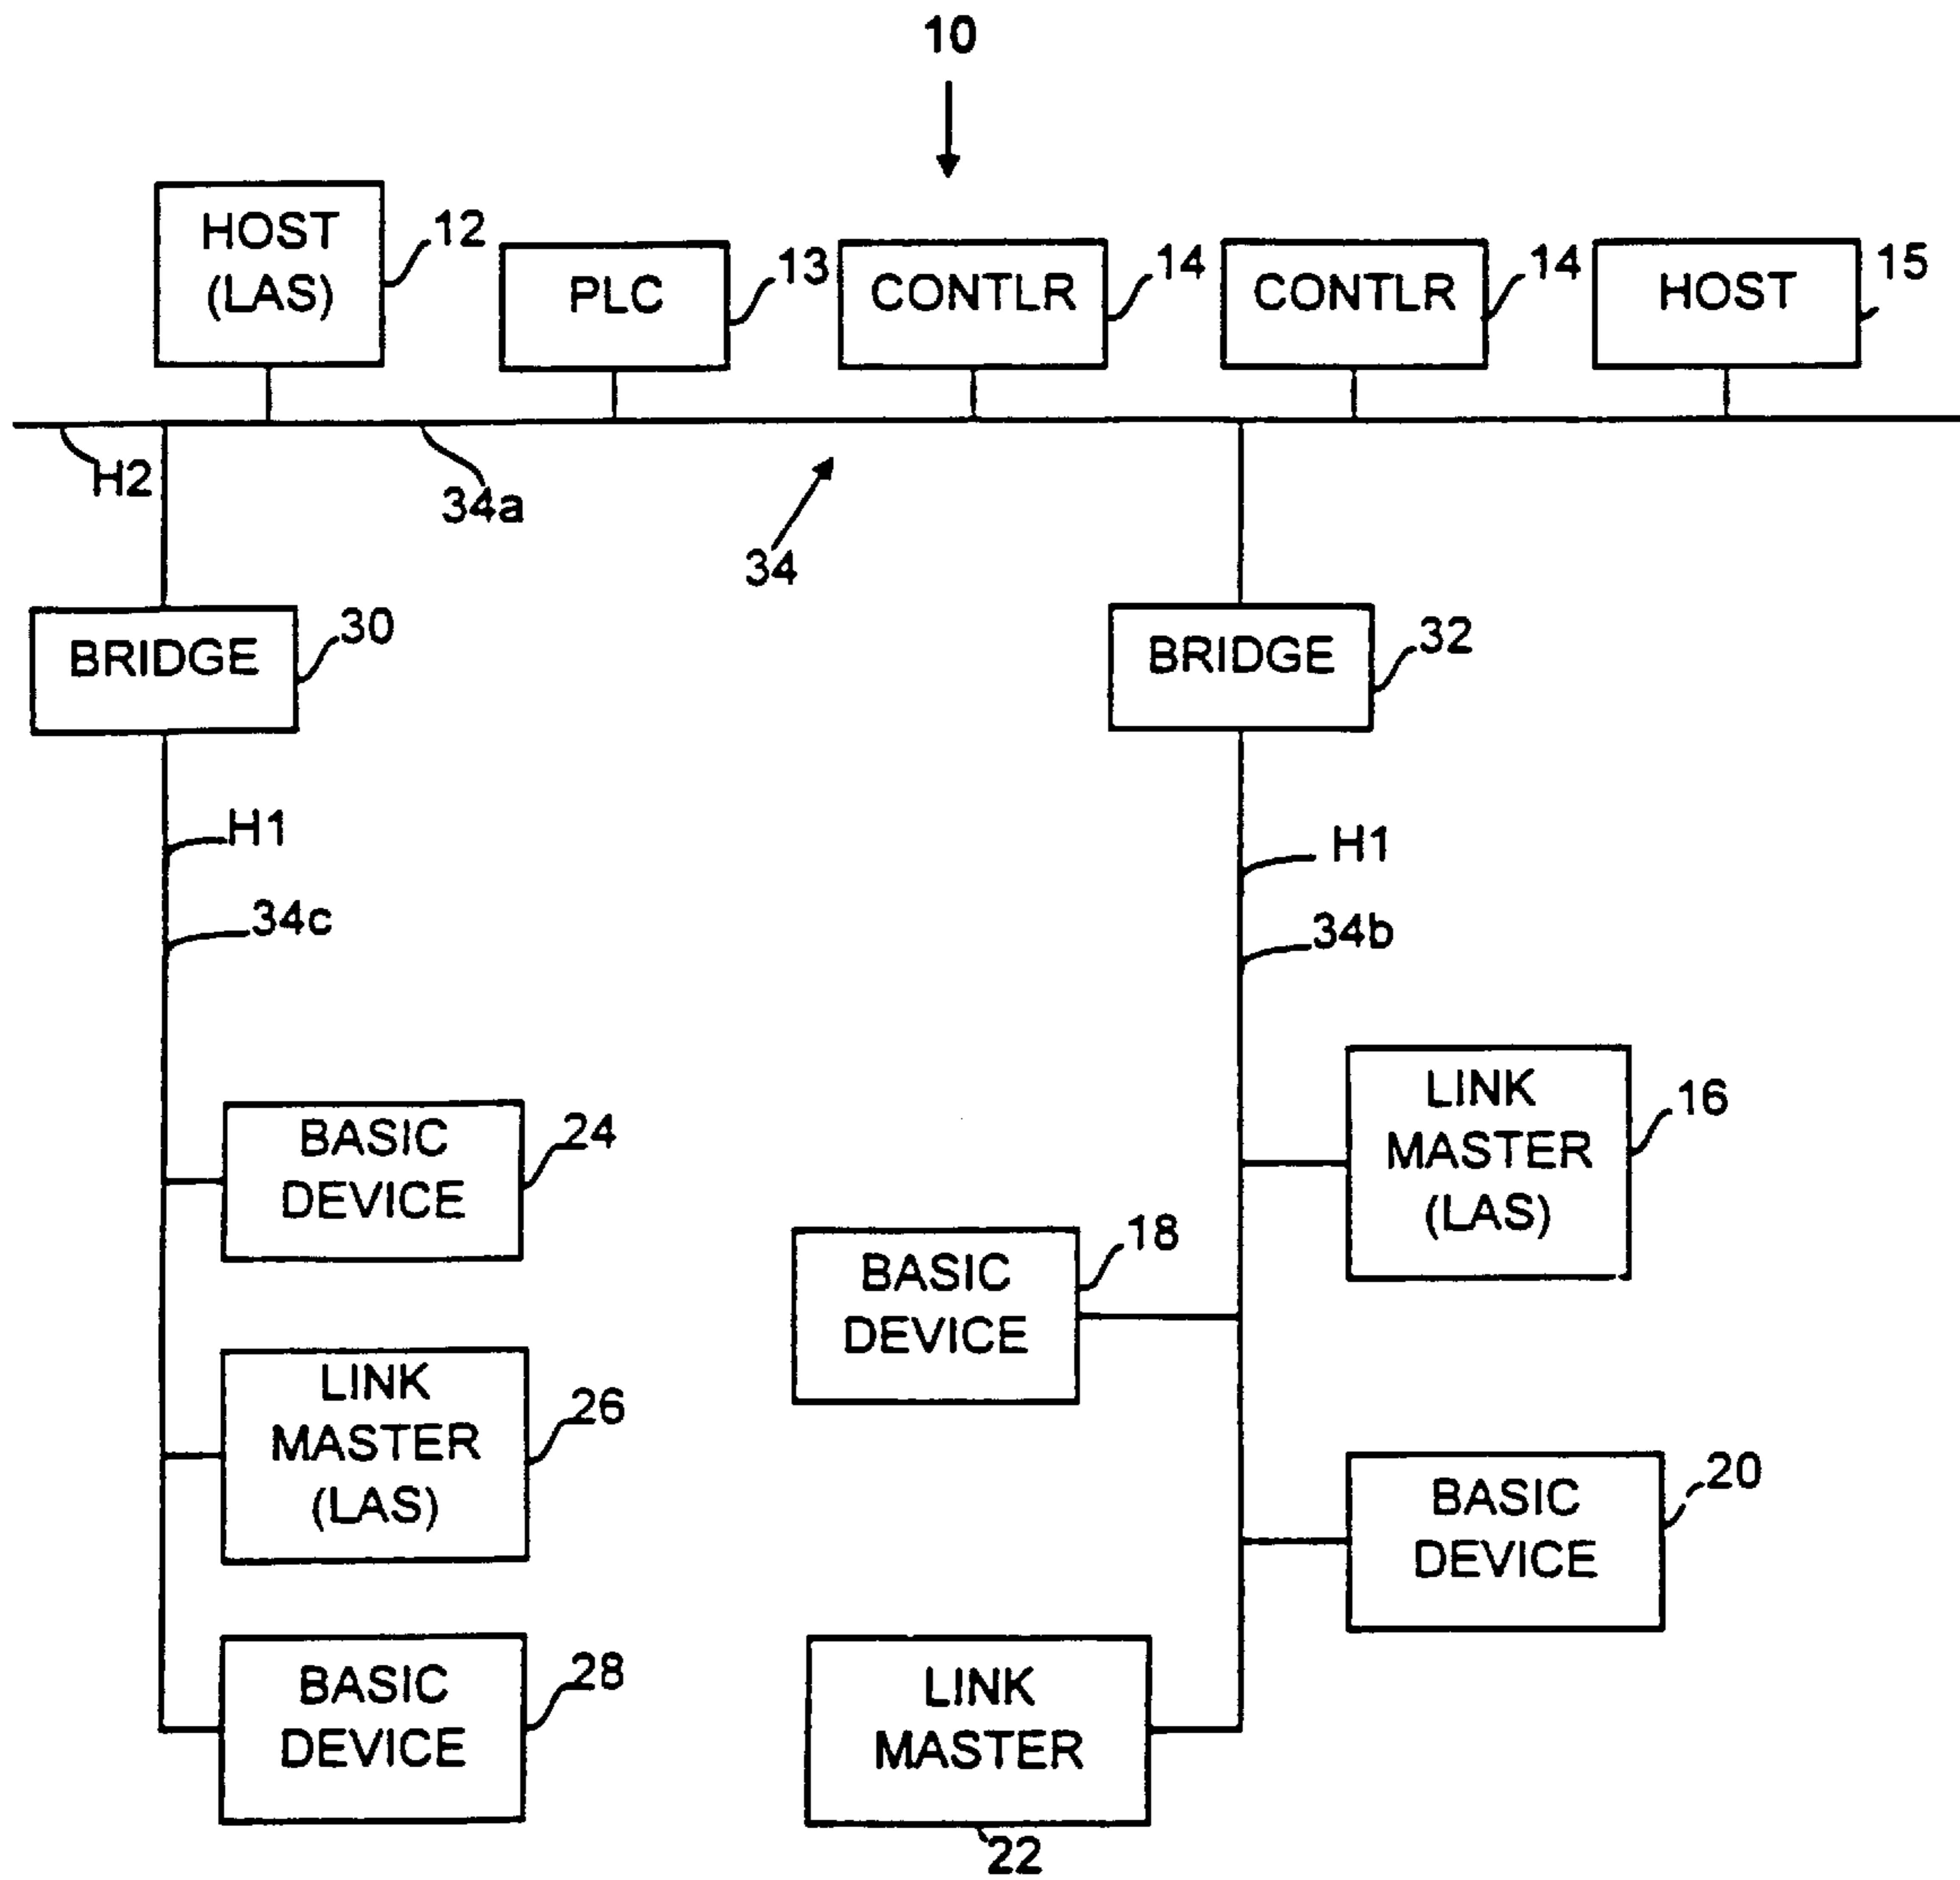 10
HOST
(LAS)
12
PLC
13
CONTLR
14
CONTLR
14
HOST
15
H2
34a
34
BRIDGE
30
BRIDGE
32
H1
34c
H1
34b
BASIC
DEVICE
24
LINK
MASTER
(LAS)
16
BASIC
DEVICE
18
LINK
MASTER
(LAS)
26
BASIC
DEVICE
20
BASIC
DEVICE
28
LINK
MASTER
22